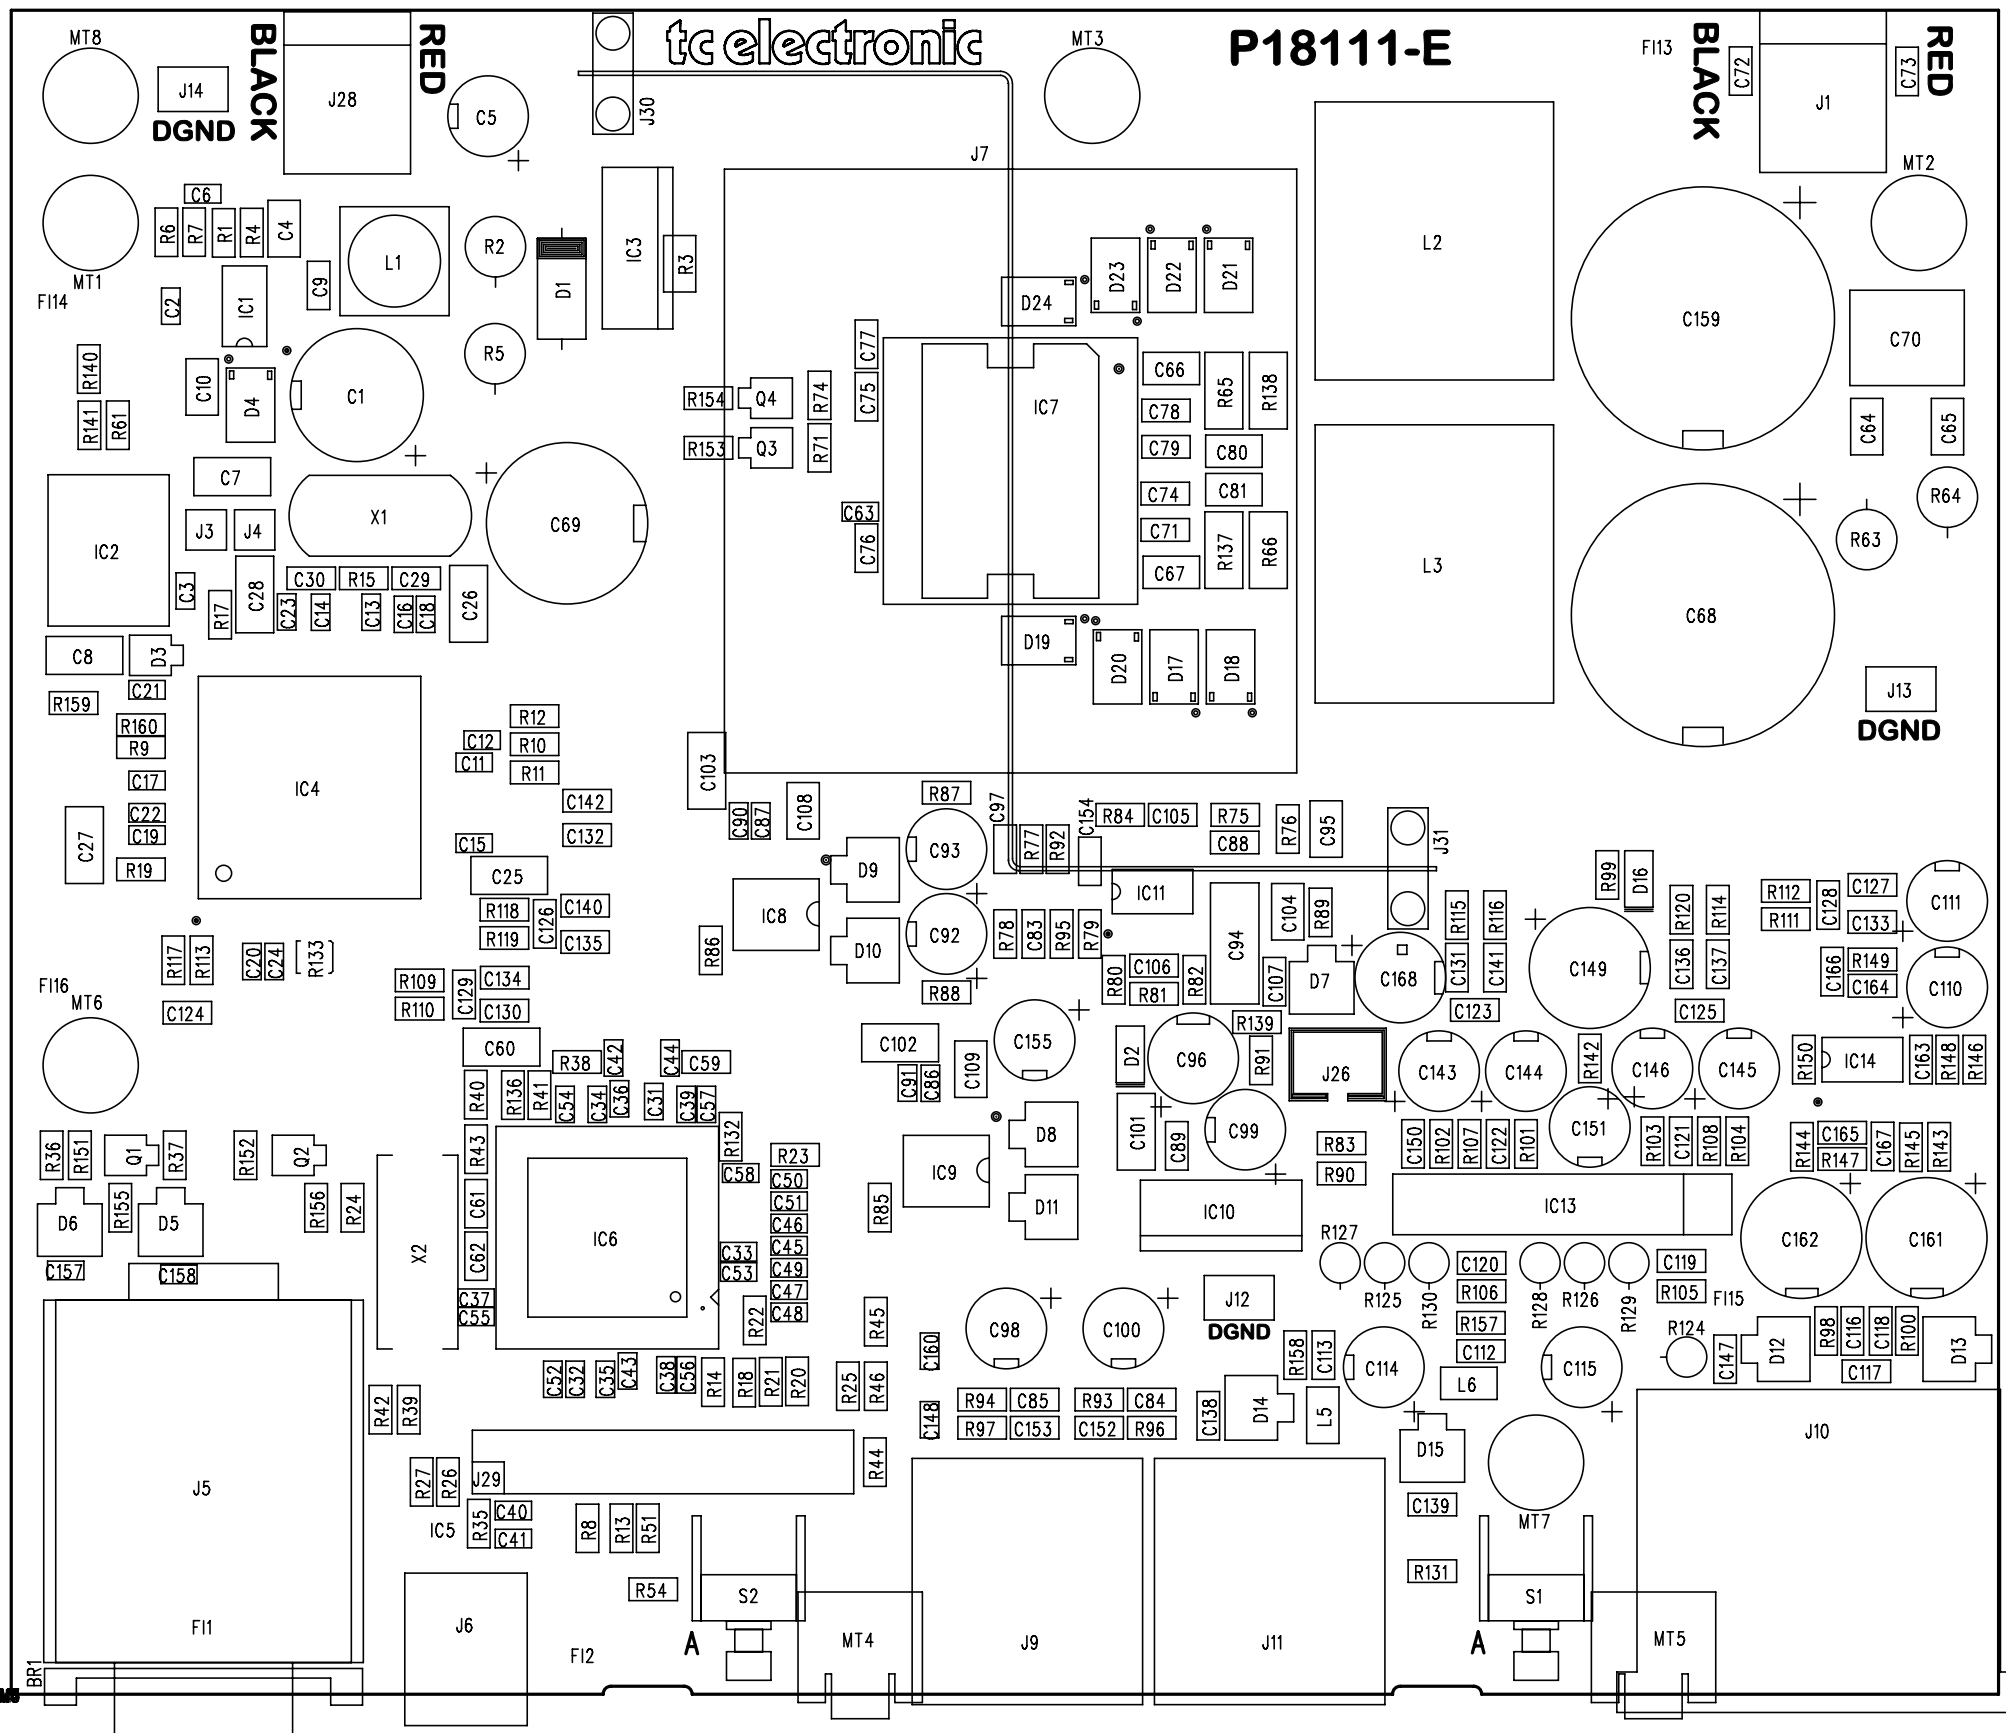 tc electronic
P18111-E
MT8
J14
DGND
BLACK
J28
RED
C5
J30
MT3
FI13
BLACK
C72
J1
C73
RED
J7
MT1
FI14
C6
R6
R7
R1
R4
C4
C2
IC1
C9
L1
R2
R5
D1
IC3
R3
D24
D23
D22
D21
L2
C159
MT2
C70
R140
R141
R61
C10
D4
C1
R154
Q4
R74
C77
C75
R153
Q3
R71
IC7
C66
C78
C79
R65
R138
C80
C81
C64
C65
R64
R63
C7
J3
J4
X1
C69
C63
C76
C74
C71
C67
R137
R66
L3
C68
IC2
C3
R17
C28
C30
R15
C29
C23
C14
C13
C16
C18
C26
C8
D3
C21
D19
D20
D17
D18
J13
DGND
R159
R160
R9
C17
C22
C19
C27
R19
IC4
R12
C12
R10
C11
R11
C142
C132
C15
C25
C103
C90
C87
C108
R87
C97
C93
R77
R92
C154
R84
C105
R75
C88
R76
C95
J31
D9
IC8
D10
C92
R86
R88
R78
C83
R95
R79
IC11
C94
C104
R89
R115
R116
R99
D16
R120
R114
R112
R111
C128
C127
C133
C111
R118
R119
C126
C140
C135
R117
R113
C20
C24
R133
C124
FI16
MT6
R109
R110
C129
C134
C130
R80
C106
R81
R82
C107
D7
C168
C131
C141
C123
C149
C136
C137
C125
C166
R149
C164
C110
C60
R38
C42
C44
C59
C102
C109
C91
C86
C155
D2
C96
R139
R91
J26
C143
C144
R142
C146
C145
R150
IC14
C163
R148
R146
R40
R136
R41
C54
C34
C36
C31
C39
C57
R132
C101
C89
C99
R83
R90
C150
R102
R107
C122
R101
C151
R103
C121
R108
R104
R144
C165
R147
C167
R145
R143
R36
R151
Q1
R37
R152
Q2
R43
D6
R155
D5
R156
R24
X2
C61
C62
IC6
C58
R23
C50
C51
C46
C45
C49
C47
C48
C33
C53
R22
R85
IC9
D8
D11
IC10
IC13
C162
C161
C157
C158
C37
C55
R127
R125
R130
C120
R106
R157
C112
R128
R126
R129
C119
R105
FI15
R45
C160
C98
C100
J12
DGND
R158
C113
C114
L6
C115
R124
C147
D12
R98
C116
C118
R100
C117
D13
C52
C32
C35
C43
C38
C56
R14
R18
R21
R20
R25
R46
R42
R39
C148
R94
C85
R97
C153
R93
C84
C152
R96
C138
D14
L5
D15
MT7
J10
J29
R44
J5
R27
R26
IC5
R35
C40
C41
R8
R13
R51
C139
R131
R54
S2
A
MT4
J9
J11
S1
A
MT5
FI1
J6
FI2
BR1